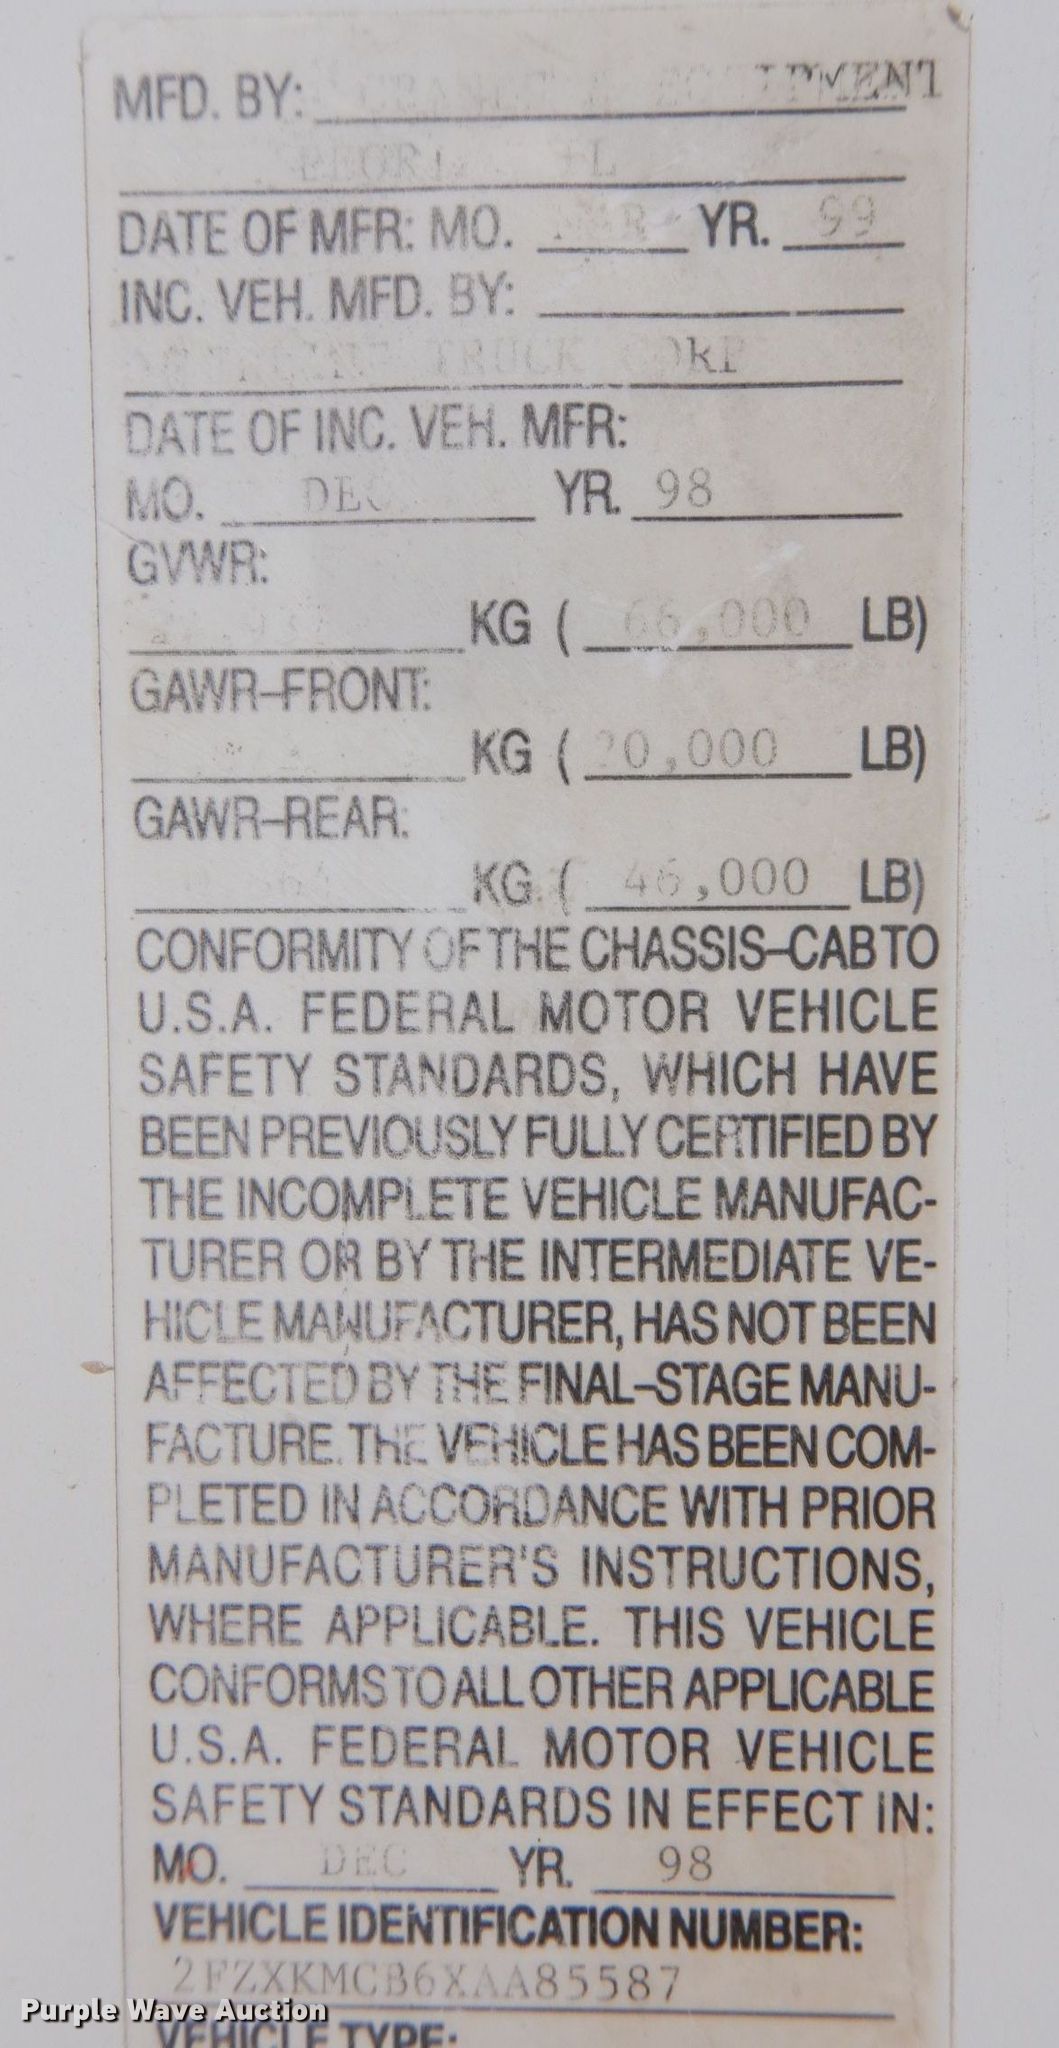 MFD. BY: EQUIPMENT
DATE OF MFR: MO. YR. 99
INC. VEH. MFD. BY:
TRUCK CORP
DATE OF INC. VEH. MFR:
MO. DEC YR. 98
GVWR:
KG ( 66,000 LB)
GAWR-FRONT:
KG ( 20,000 LB)
GAWR-REAR:
KG ( 46,000 LB)
CONFORMITY OF THE CHASSIS-CAB TO
U.S.A. FEDERAL MOTOR VEHICLE
SAFETY STANDARDS, WHICH HAVE
BEEN PREVIOUSLY FULLY CERTIFIED BY
THE INCOMPLETE VEHICLE MANUFAC-
TURER OR BY THE INTERMEDIATE VE-
HICLE MANUFACTURER, HAS NOT BEEN
AFFECTED BY THE FINAL-STAGE MANU-
FACTURE. THE VEHICLE HAS BEEN COM-
PLETED IN ACCORDANCE WITH PRIOR
MANUFACTURER'S INSTRUCTIONS,
WHERE APPLICABLE. THIS VEHICLE
CONFORMS TO ALL OTHER APPLICABLE
U.S.A. FEDERAL MOTOR VEHICLE
SAFETY STANDARDS IN EFFECT IN:
MO. DEC YR. 98
VEHICLE IDENTIFICATION NUMBER:
2FZXKMCB6XAA85587
Purple Wave Auction
VEHICLE TYPE: